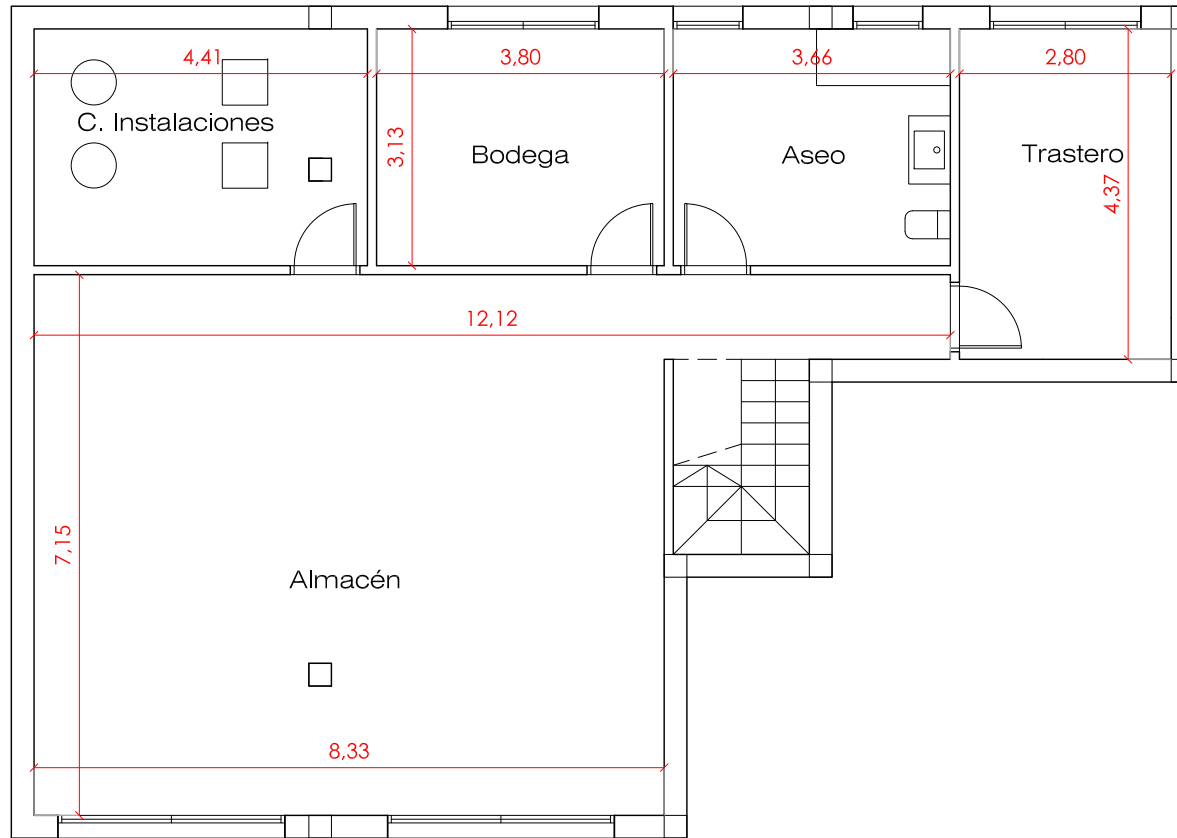 4,41
3,80
3,66
2,80
C. Instalaciones
3,13
Bodega
Aseo
Trastero
4,37
12,12
7,15
Almacén
8,33